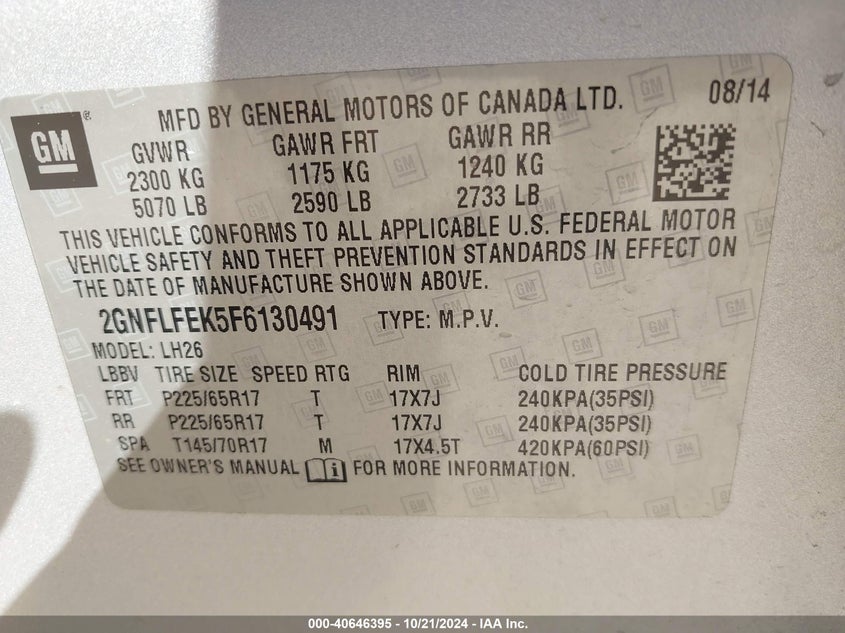 GM ®
MFD BY GENERAL MOTORS OF CANADA LTD. 08/14
GVWR GAWR FRT GAWR RR
2300 KG 1175 KG 1240 KG
5070 LB 2590 LB 2733 LB
THIS VEHICLE CONFORMS TO ALL APPLICABLE U.S. FEDERAL MOTOR
VEHICLE SAFETY AND THEFT PREVENTION STANDARDS IN EFFECT ON
THE DATE OF MANUFACTURE SHOWN ABOVE.
2GNFLFEK5F6130491 TYPE: M.P.V.
MODEL: LH26
LBBV TIRE SIZE SPEED RTG RIM COLD TIRE PRESSURE
FRT P225/65R17 T 17X7J 240KPA(35PSI)
RR P225/65R17 T 17X7J 240KPA(35PSI)
SPA T145/70R17 M 17X4.5T 420KPA(60PSI)
SEE OWNER'S MANUAL i FOR MORE INFORMATION.
000-40646395 - 10/21/2024 - IAA Inc.